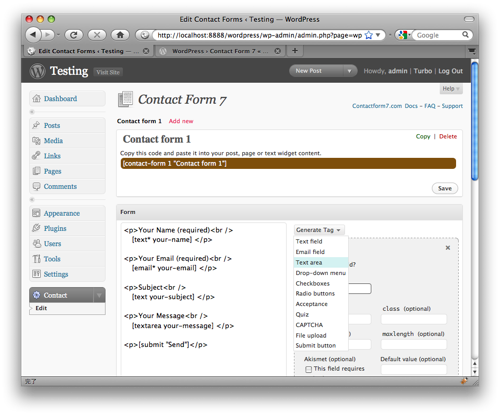 Edit Contact Forms ‹ Testing — WordPress
http://localhost:8888/wordpress/wp-admin/admin.php?page=wp
Google
Edit Contact Forms ‹ Testing — ...
WordPress › Contact Form 7 « ...
Testing
Visit Site
New Post
Howdy, admin | Turbo | Log Out
Help
Dashboard
Posts
Media
Links
Pages
Comments
Appearance
Plugins
Users
Tools
Settings
Contact
Edit
Contact Form 7
Contactform7.com Docs – FAQ – Support
Contact form 1 Add new
Contact form 1
Copy | Delete
Copy this code and paste it into your post, page or text widget content.
[contact-form 1 "Contact form 1"]
Save
Form
<p>Your Name (required)<br />
[text* your-name] </p>
<p>Your Email (required)<br />
[email* your-email] </p>
<p>Subject<br />
[text your-subject] </p>
<p>Your Message<br />
[textarea your-message] </p>
<p>[submit "Send"]</p>
Generate Tag
Text field
Email field
Text area
Drop-down menu
Checkboxes
Radio buttons
Acceptance
Quiz
CAPTCHA
File upload
Submit button
d?
class (optional)
maxlength (optional)
Akismet (optional)
This field requires
Default value (optional)
完了